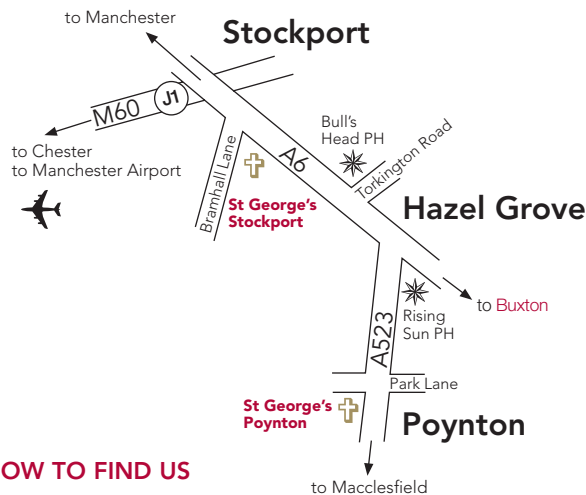 to Manchester
Stockport
J1
M60
to Chester
to Manchester Airport
Bramhall Lane
A6
Bull's
Head PH
Torkington Road
St George's
Stockport
Hazel Grove
to Buxton
Rising
Sun PH
A523
Park Lane
St George's
Poynton
Poynton
OW TO FIND US
to Macclesfield